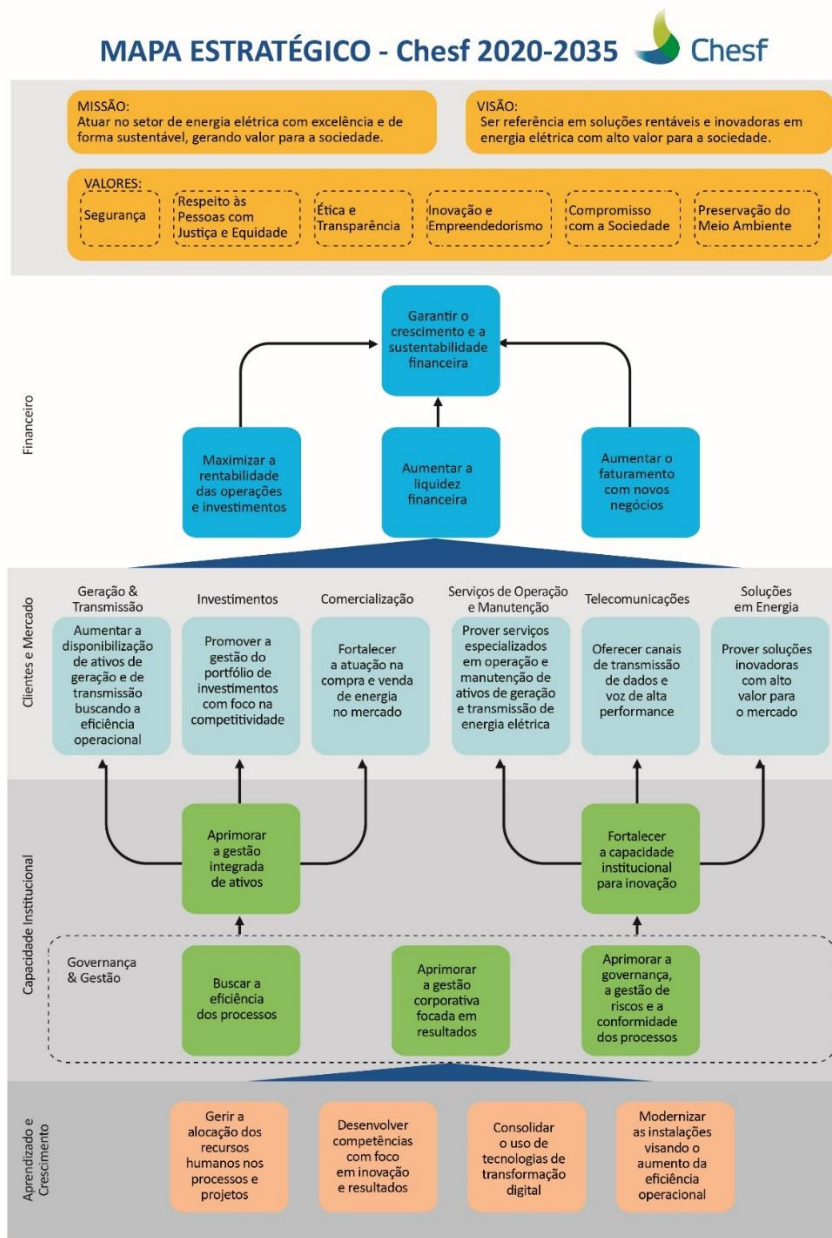 MAPA ESTRATÉGICO - Chesf 2020-2035
Chesf
MISSÃO:
Atuar no setor de energia elétrica com excelência e de
forma sustentável, gerando valor para a sociedade.
VISÃO:
Ser referência em soluções rentáveis e inovadoras em
energia elétrica com alto valor para a sociedade.
VALORES:
Segurança
Respeito às
Pessoas com
Justiça e Equidade
Ética e
Transparência
Inovação e
Empreendedorismo
Compromisso
com a Sociedade
Preservação do
Meio Ambiente
Financeiro
Garantir o
crescimento e a
sustentabilidade
financeira
Maximizar a
rentabilidade
das operações
e investimentos
Aumentar a
liquidez
financeira
Aumentar o
faturamento
com novos
negócios
Clientes e Mercado
Geração &
Transmissão
Aumentar a
disponibilização
de ativos de
geração e de
transmissão
buscando a
eficiência
operacional
Investimentos
Promover a
gestão do
portfólio de
investimentos
com foco na
competitividade
Comercialização
Fortalecer
a atuação na
compra e venda
de energia
no mercado
Serviços de Operação
e Manutenção
Prover serviços
especializados
em operação e
manutenção de
ativos de geração
e transmissão de
energia elétrica
Telecomunicações
Oferecer canais
de transmissão
de dados e
voz de alta
performance
Soluções
em Energia
Prover soluções
inovadoras
com alto
valor para
o mercado
Capacidade Institucional
Aprimorar
a gestão
integrada
de ativos
Fortalecer
a capacidade
institucional
para inovação
Governança
& Gestão
Buscar a
eficiência
dos processos
Aprimorar
a gestão
corporativa
focada em
resultados
Aprimorar a
governança,
a gestão de
riscos e a
conformidade
dos processos
Aprendizado e
Crescimento
Gerir a
alocação dos
recursos
humanos nos
processos e
projetos
Desenvolver
competências
com foco
em inovação
e resultados
Consolidar
o uso de
tecnologias de
transformação
digital
Modernizar
as instalações
visando o
aumento da
eficiência
operacional